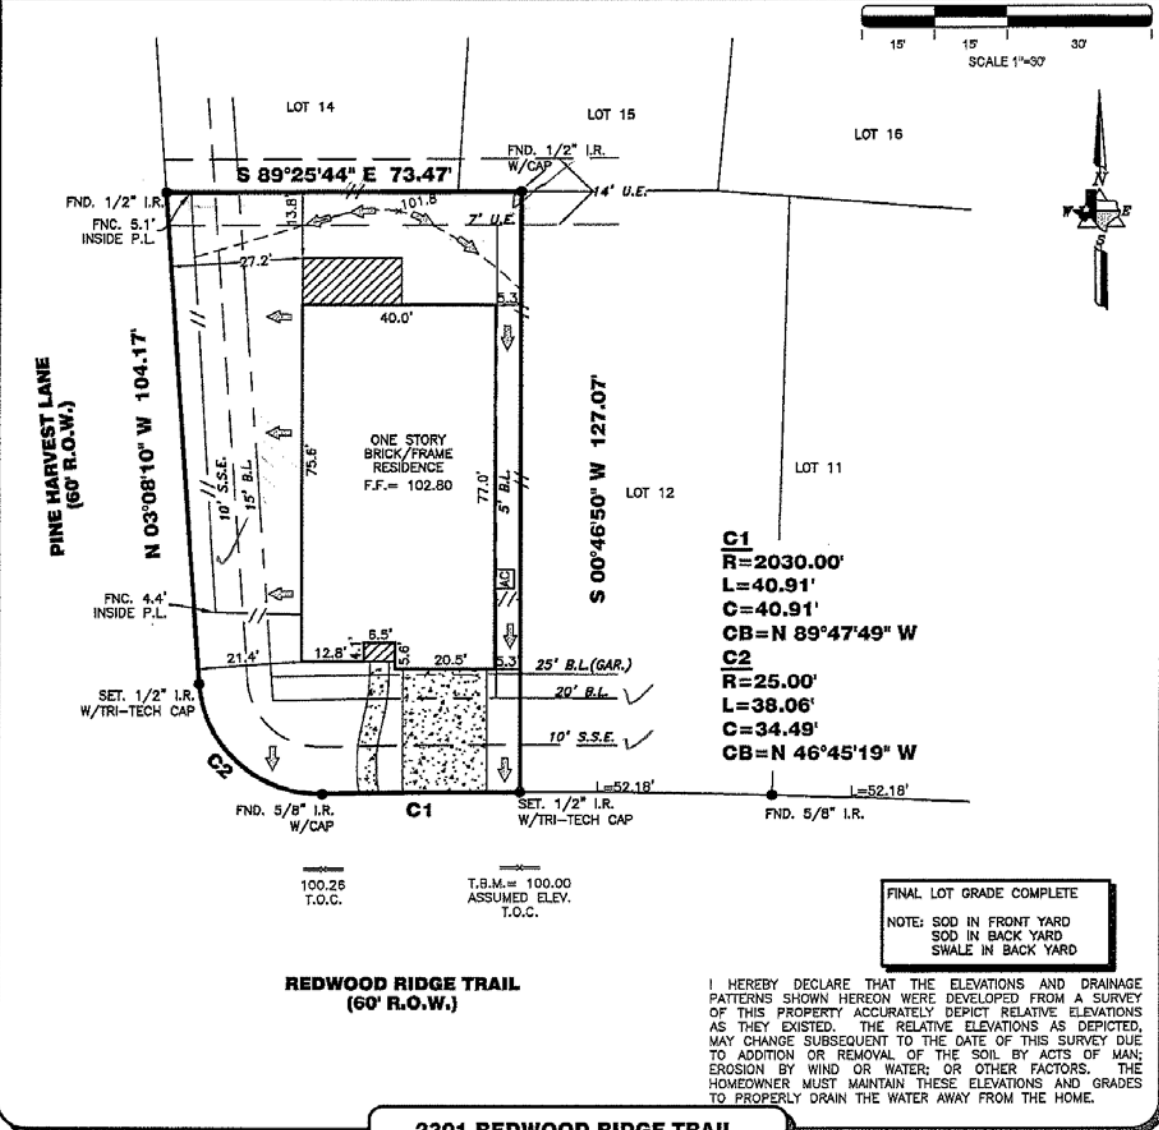 15' 15' 30'
SCALE 1"=30'
LOT 14
LOT 15
LOT 16
FND. 1/2" I.R.
W/CAP
S 89°25'44" E 73.47'
14' U.E.
FND. 1/2" I.R.
FNC. 5.1'
INSIDE P.L.
13.8'
101.8
7' U.E.
W E
S
27.2'
5.3
40.0'
PINE HARVEST LANE
(60' R.O.W.)
N 03°08'10" W 104.17'
10' S.S.E.
15' B.L.
75.6'
ONE STORY
BRICK/FRAME
RESIDENCE
F.F.= 102.80
77.0'
5' B.L.
S 00°46'50" W 127.07'
LOT 12
LOT 11
AC
C1
R=2030.00'
L=40.91'
C=40.91'
CB=N 89°47'49" W
C2
R=25.00'
L=38.06'
C=34.49'
CB=N 46°45'19" W
FNC. 4.4'
INSIDE P.L.
6.5'
21.4'
12.8'
4.1'
5.6'
20.5'
5.3
25' B.L.(GAR.)
20' B.L.
10' S.S.E.
SET. 1/2" I.R.
W/TRI-TECH CAP
C2
FND. 5/8" I.R.
W/CAP
C1
SET. 1/2" I.R.
W/TRI-TECH CAP
L=52.18'
L=52.18'
FND. 5/8" I.R.
100.26
T.O.C.
T.B.M.= 100.00
ASSUMED ELEV.
T.O.C.
FINAL LOT GRADE COMPLETE
NOTE: SOD IN FRONT YARD
SOD IN BACK YARD
SWALE IN BACK YARD
REDWOOD RIDGE TRAIL
(60' R.O.W.)
I HEREBY DECLARE THAT THE ELEVATIONS AND DRAINAGE
PATTERNS SHOWN HEREON WERE DEVELOPED FROM A SURVEY
OF THIS PROPERTY ACCURATELY DEPICT RELATIVE ELEVATIONS
AS THEY EXISTED. THE RELATIVE ELEVATIONS AS DEPICTED,
MAY CHANGE SUBSEQUENT TO THE DATE OF THIS SURVEY DUE
TO ADDITION OR REMOVAL OF THE SOIL BY ACTS OF MAN;
EROSION BY WIND OR WATER; OR OTHER FACTORS. THE
HOMEOWNER MUST MAINTAIN THESE ELEVATIONS AND GRADES
TO PROPERLY DRAIN THE WATER AWAY FROM THE HOME.
REDWOOD RIDGE TRAIL